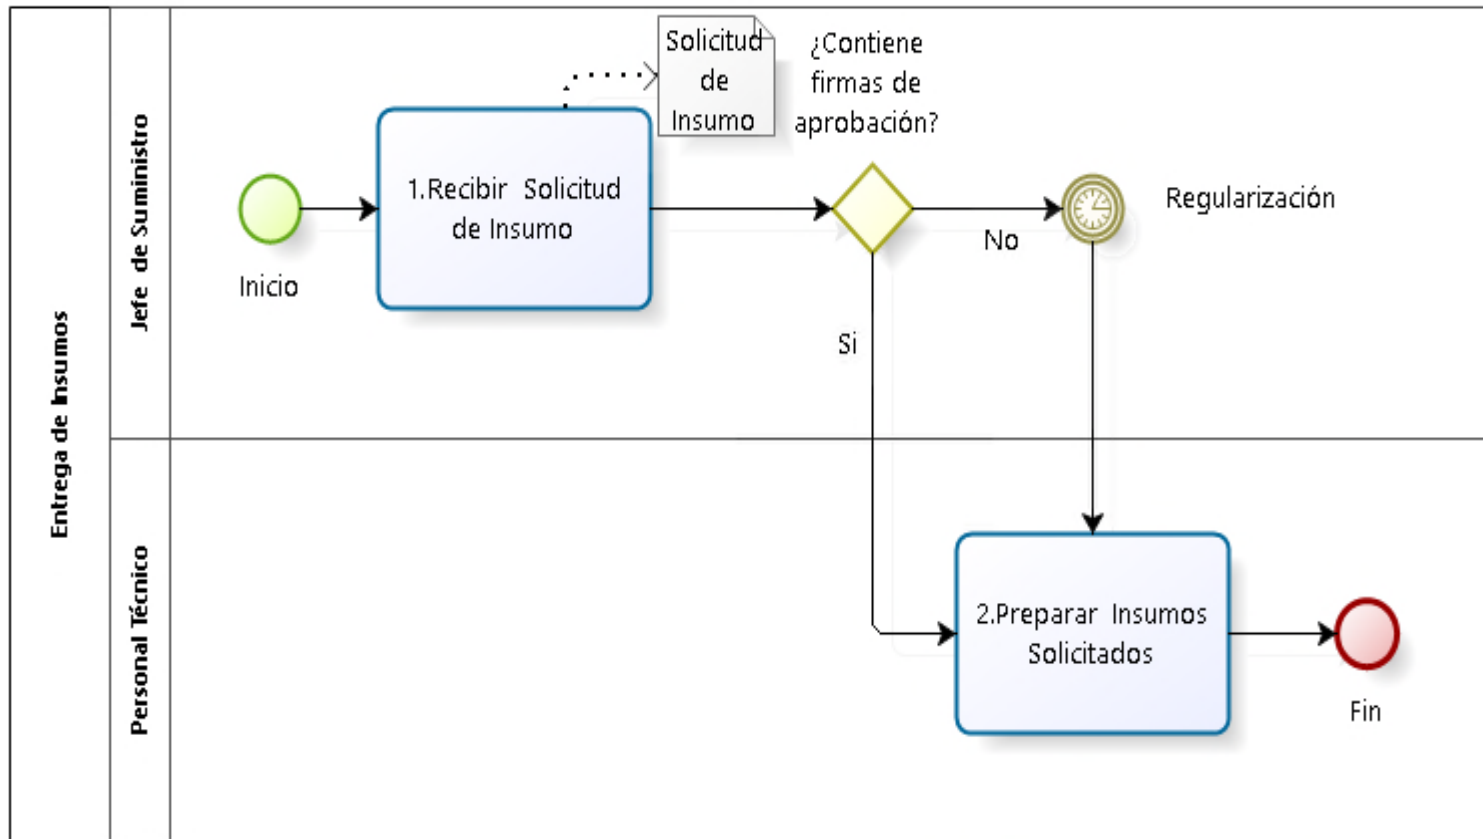 Entrega de Insumos
Jefe de Suministro
Solicitud
de
Insumo
¿Contiene
firmas de
aprobación?
1.Recibir Solicitud
de Insumo
Inicio
No
Regularización
Si
Personal Técnico
2.Preparar Insumos
Solicitados
Fin